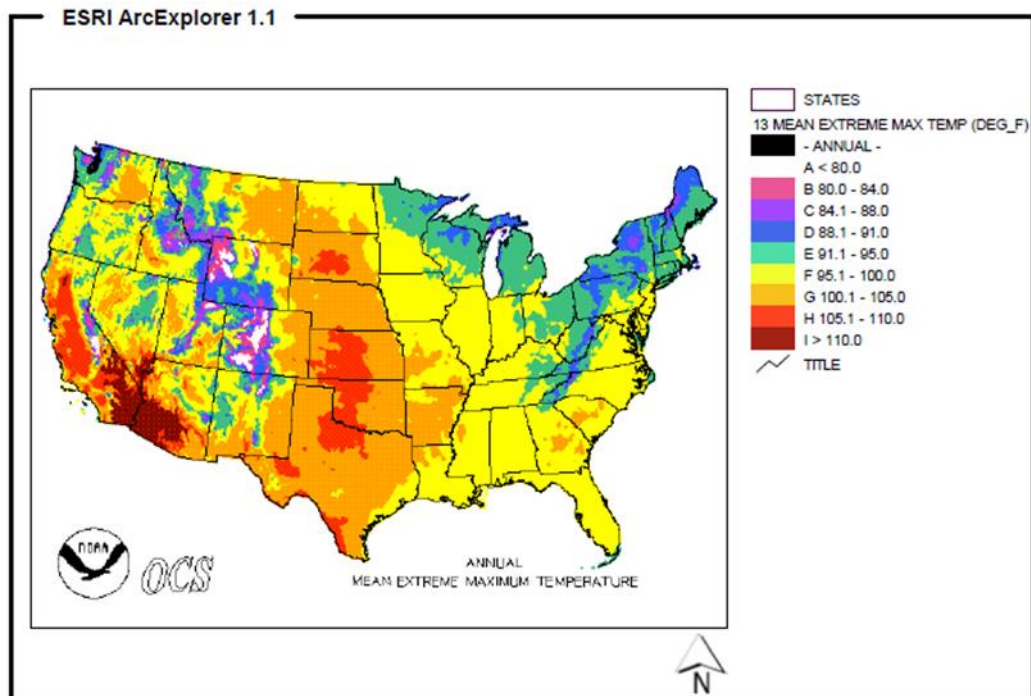 ESRI ArcExplorer 1.1
STATES
13 MEAN EXTREME MAX TEMP (DEG_F)
- ANNUAL -
A < 80.0
B 80.0 - 84.0
C 84.1 - 88.0
D 88.1 - 91.0
E 91.1 - 95.0
F 95.1 - 100.0
G 100.1 - 105.0
H 105.1 - 110.0
I > 110.0
TITLE
NOAA
OCS
ANNUAL
MEAN EXTREME MAXIMUM TEMPERATURE
N